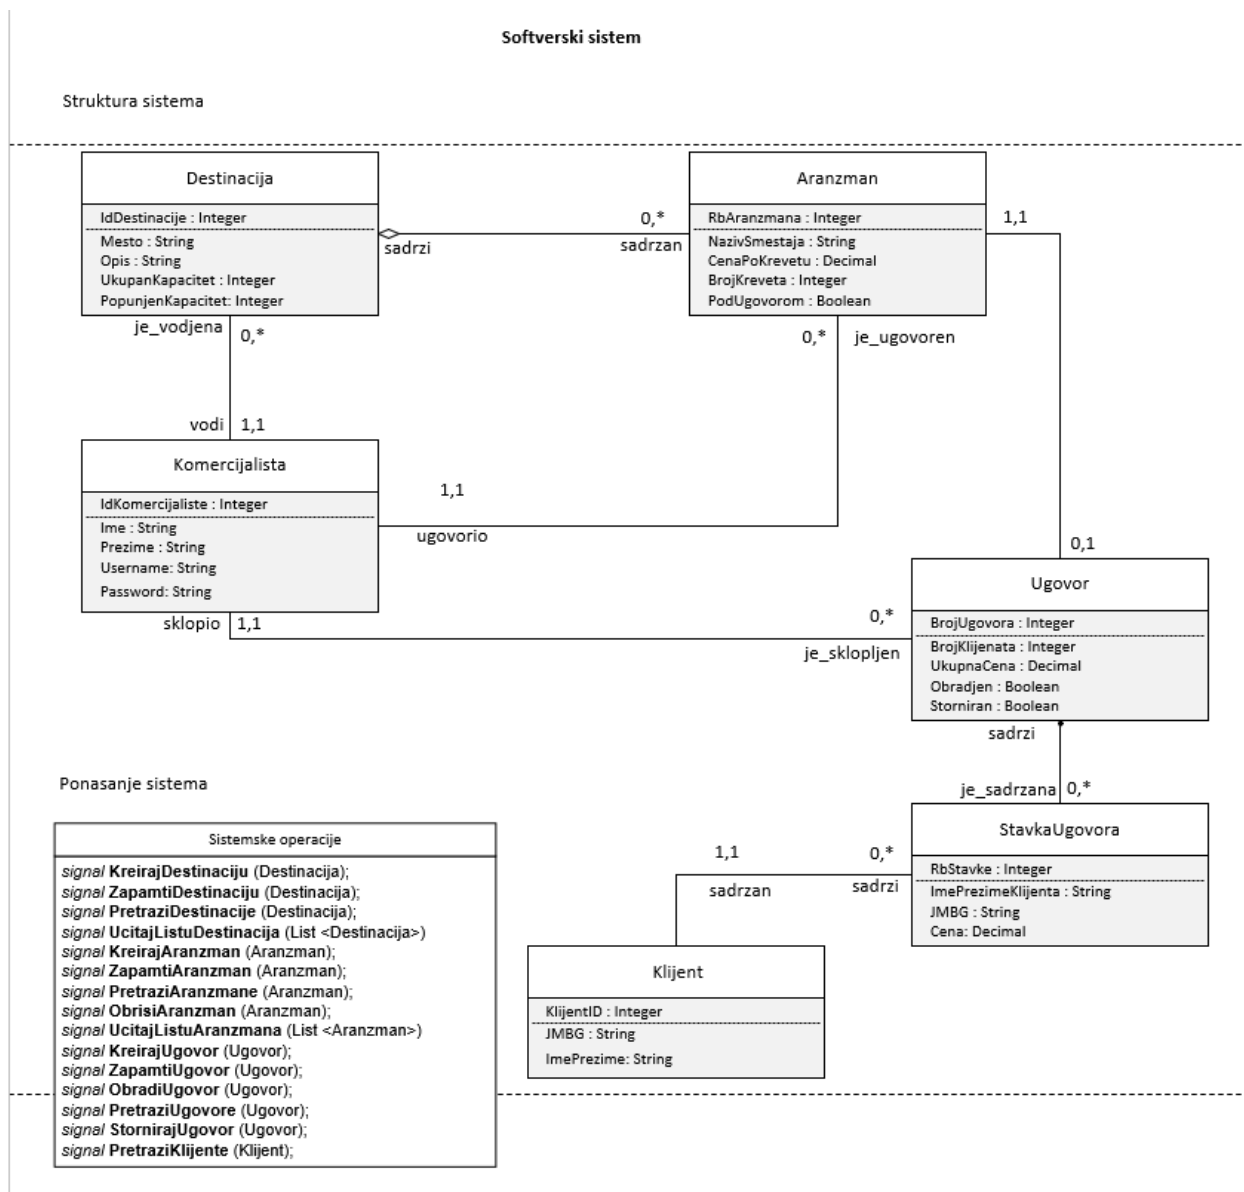 Softverski sistem
Struktura sistema
Destinacija
IdDestinacije : Integer
Mesto : String
Opis : String
UkupanKapacitet : Integer
PopunjenKapacitet: Integer
sadrzi
0,*
sadrzan
Aranzman
RbAranzmana : Integer
NazivSmestaja : String
CenaPoKrevetu : Decimal
BrojKreveta : Integer
PodUgovorom : Boolean
1,1
je_vodjena
0,*
0,*
je_ugovoren
vodi
1,1
Komercijalista
IdKomercijaliste : Integer
Ime : String
Prezime : String
Username: String
Password: String
1,1
ugovorio
0,1
sklopio
1,1
0,*
je_sklopljen
Ugovor
BrojUgovora : Integer
BrojKlijenata : Integer
UkupnaCena : Decimal
Obradjen : Boolean
Storniran : Boolean
sadrzi
je_sadrzana
0,*
StavkaUgovora
RbStavke : Integer
ImePrezimeKlijenta : String
JMBG : String
Cena: Decimal
1,1
sadrzan
0,*
sadrzi
Klijent
KlijentID : Integer
JMBG : String
ImePrezime: String
Ponasanje sistema
Sistemske operacije
signal KreirajDestinaciju (Destinacija);
signal ZapamtiDestinaciju (Destinacija);
signal PretraziDestinacije (Destinacija);
signal UcitajListuDestinacija (List <Destinacija>)
signal KreirajAranzman (Aranzman);
signal ZapamtiAranzman (Aranzman);
signal PretraziAranzmane (Aranzman);
signal ObrisiAranzman (Aranzman);
signal UcitajListuAranzmana (List <Aranzman>)
signal KreirajUgovor (Ugovor);
signal ZapamtiUgovor (Ugovor);
signal ObradiUgovor (Ugovor);
signal PretraziUgovore (Ugovor);
signal StornirajUgovor (Ugovor);
signal PretraziKlijente (Klijent);